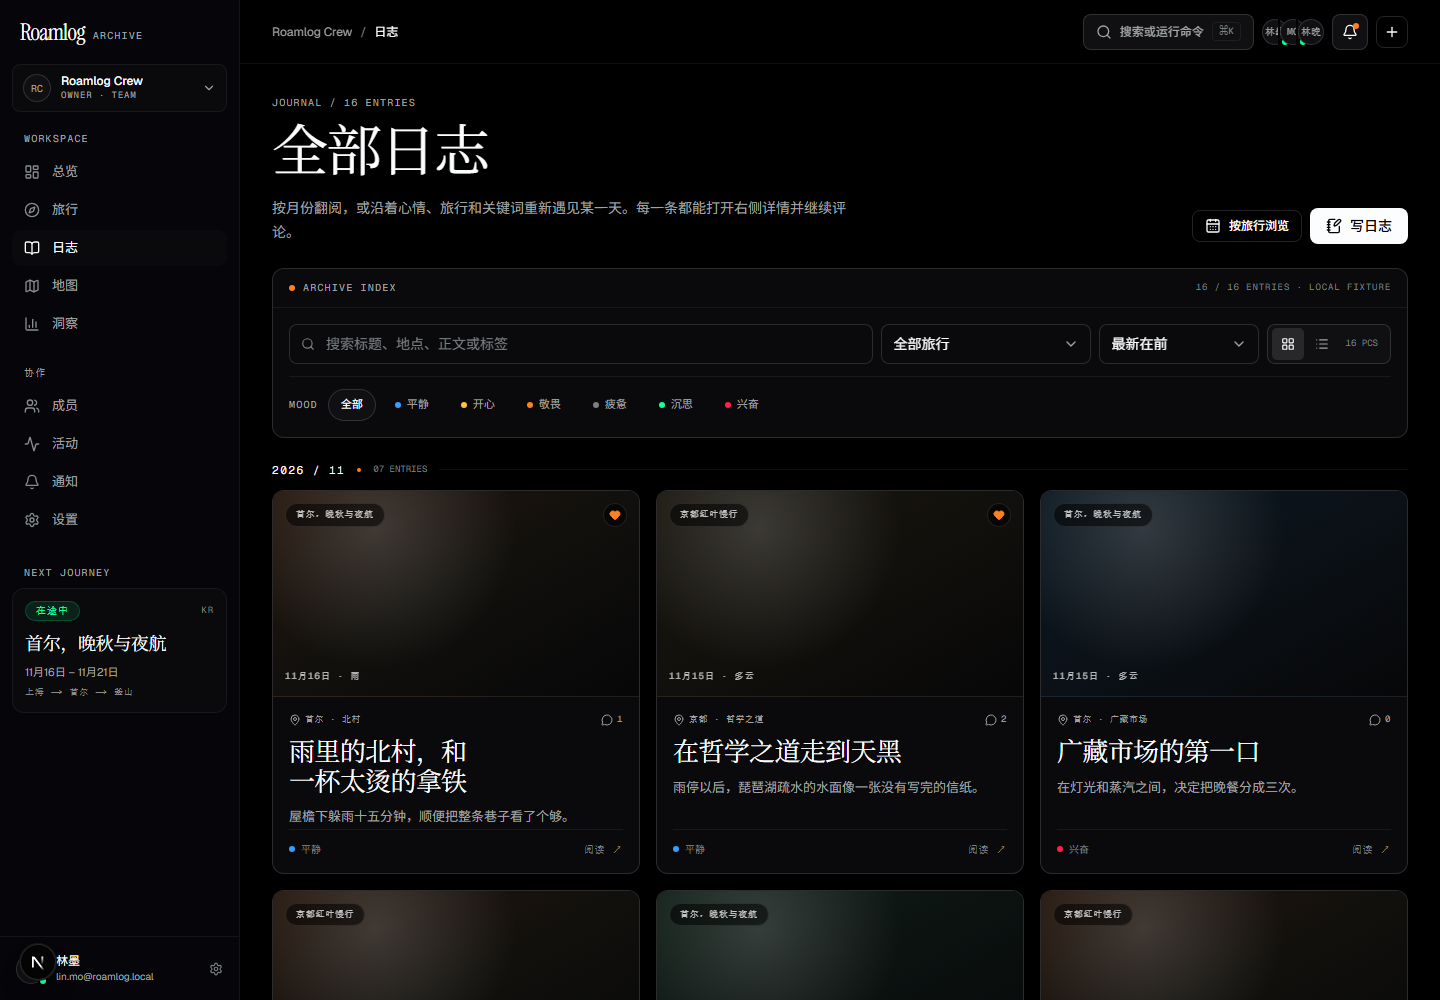 Roamlog ARCHIVE
RC
Roamlog Crew
OWNER · TEAM
WORKSPACE
总览
旅行
日志
地图
洞察
协作
成员
活动
通知
设置
NEXT JOURNEY
在途中
KR
首尔，晚秋与夜航
11月16日 – 11月21日
上海 → 首尔 → 釜山
N
林墨
lin.mo@roamlog.local
Roamlog Crew / 日志
搜索或运行命令 ⌘K
林晚
JOURNAL / 16 ENTRIES
全部日志
按月份翻阅，或沿着心情、旅行和关键词重新遇见某一天。每一条都能打开右侧详情并继续评
论。
按旅行浏览
写日志
ARCHIVE INDEX
16 / 16 ENTRIES · LOCAL FIXTURE
搜索标题、地点、正文或标签
全部旅行
最新在前
16 PCS
MOOD 全部 平静 开心 敬畏 疲惫 沉思 兴奋
2026 / 11 07 ENTRIES
首尔，晚秋与夜航
11月16日 · 雨
首尔 · 北村
1
雨里的北村，和
一杯太烫的拿铁
屋檐下躲雨十五分钟，顺便把整条巷子看了个够。
平静
阅读 ↗
京都红叶慢行
11月15日 · 多云
京都 · 哲学之道
2
在哲学之道走到天黑
雨停以后，琵琶湖疏水的水面像一张没有写完的信纸。
平静
阅读 ↗
首尔，晚秋与夜航
11月15日 · 多云
首尔 · 广藏市场
0
广藏市场的第一口
在灯光和蒸汽之间，决定把晚餐分成三次。
兴奋
阅读 ↗
京都红叶慢行
首尔，晚秋与夜航
京都红叶慢行